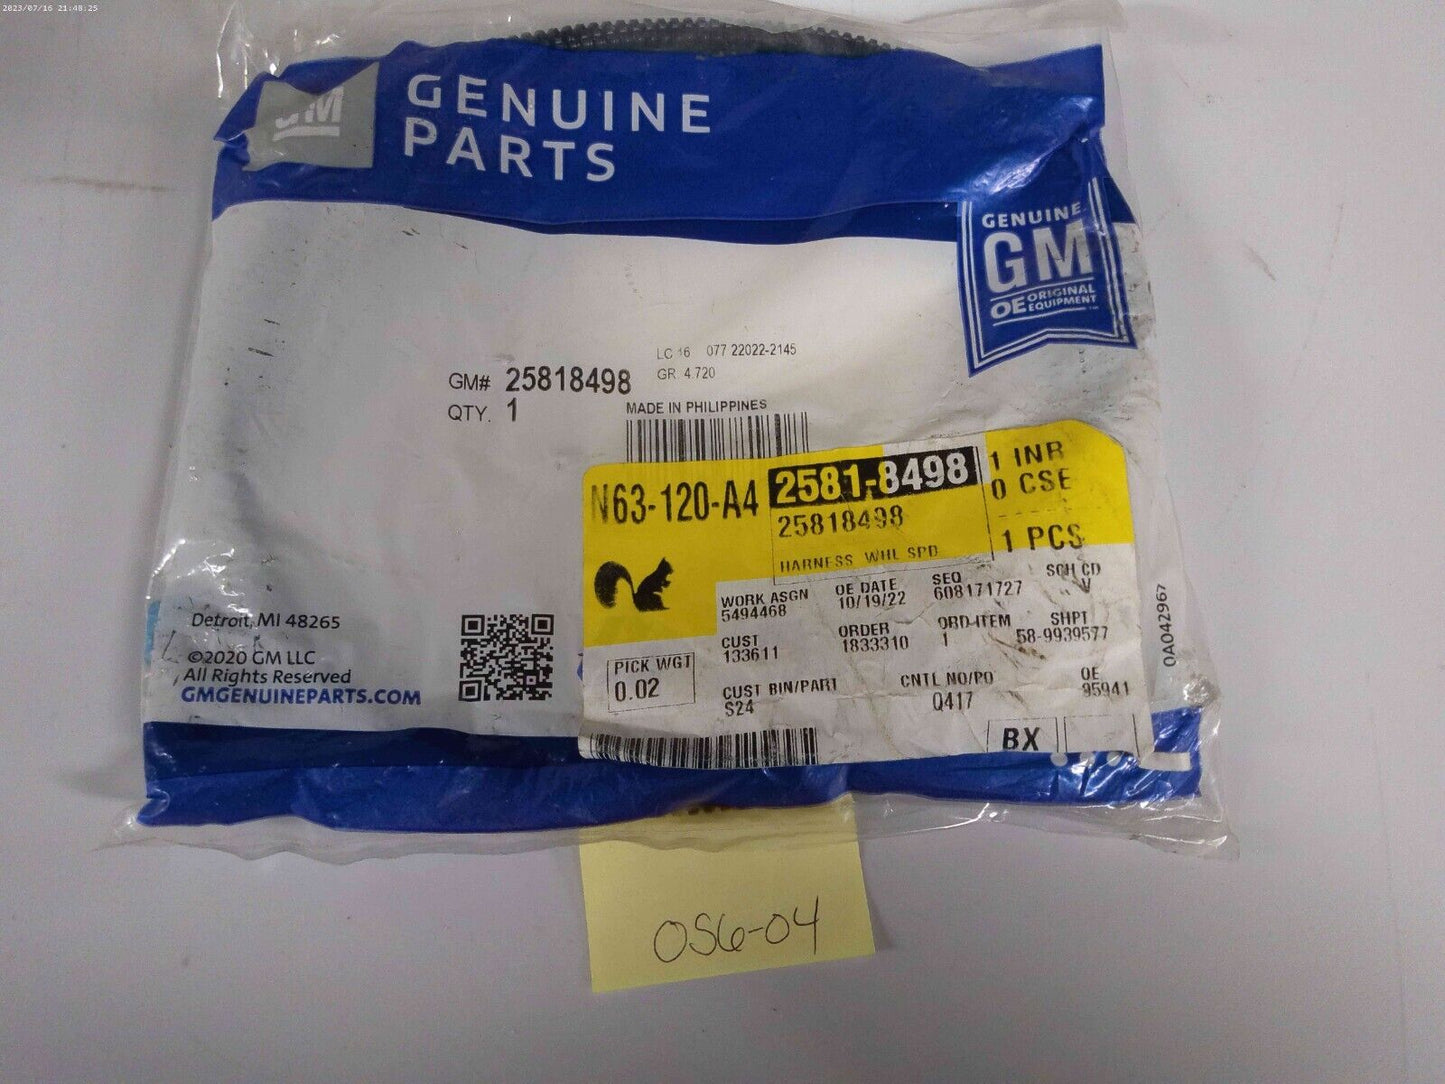 2023/07/16 21:48:25
GM
GENUINE
PARTS
GENUINE
GM
OE ORIGINAL EQUIPMENT
LC 16 077 22022-2145
GM# 25818498 GR 4.720
QTY. 1
MADE IN PHILIPPINES
N63-120-A4
2581-8498
25818498
HARNESS WHL SPD
1 INR
0 CSE
1 PCS
WORK ASGN
5494468
OE DATE
10/19/22
SEQ
608171727
SCH CD
V
CUST
133611
ORDER
1833310
ORD-ITEM
1
SHPT
58-9939577
PICK WGT
0.02
CUST BIN/PART
S24
CNTL NO/PO
Q417
OE
95941
BX
0A042967
Detroit, MI 48265
©2020 GM LLC
All Rights Reserved
GMGENUINEPARTS.COM
OS6-04